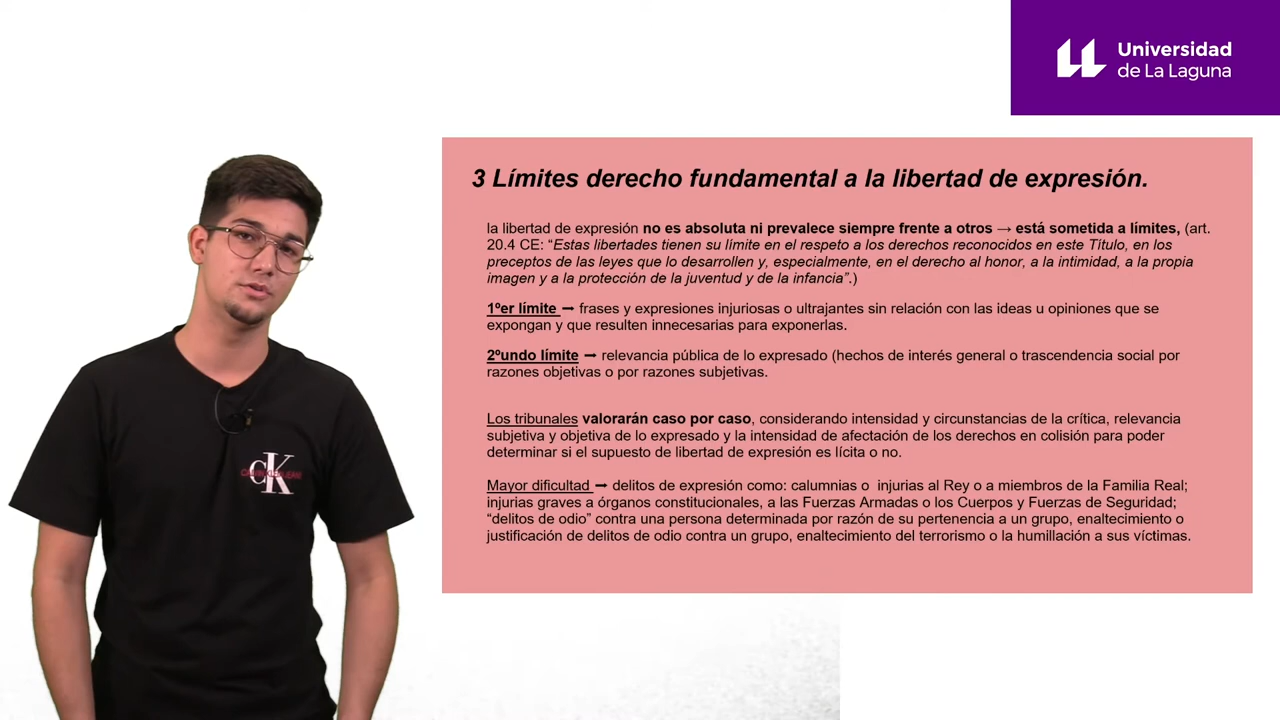 Universidad
de La Laguna
3 Límites derecho fundamental a la libertad de expresión.
la libertad de expresión no es absoluta ni prevalece siempre frente a otros → está sometida a límites, (art.
20.4 CE: “Estas libertades tienen su límite en el respeto a los derechos reconocidos en este Título, en los
preceptos de las leyes que lo desarrollen y, especialmente, en el derecho al honor, a la intimidad, a la propia
imagen y a la protección de la juventud y de la infancia”.)
1ºer límite ➞ frases y expresiones injuriosas o ultrajantes sin relación con las ideas u opiniones que se
expongan y que resulten innecesarias para exponerlas.
2ºundo límite ➞ relevancia pública de lo expresado (hechos de interés general o trascendencia social por
razones objetivas o por razones subjetivas.
Los tribunales valorarán caso por caso, considerando intensidad y circunstancias de la crítica, relevancia
subjetiva y objetiva de lo expresado y la intensidad de afectación de los derechos en colisión para poder
determinar si el supuesto de libertad de expresión es lícita o no.
Mayor dificultad ➞ delitos de expresión como: calumnias o injurias al Rey o a miembros de la Familia Real;
injurias graves a órganos constitucionales, a las Fuerzas Armadas o los Cuerpos y Fuerzas de Seguridad;
“delitos de odio” contra una persona determinada por razón de su pertenencia a un grupo, enaltecimiento o
justificación de delitos de odio contra un grupo, enaltecimiento del terrorismo o la humillación a sus víctimas.
CK
CALVIN KLEIN JEANS